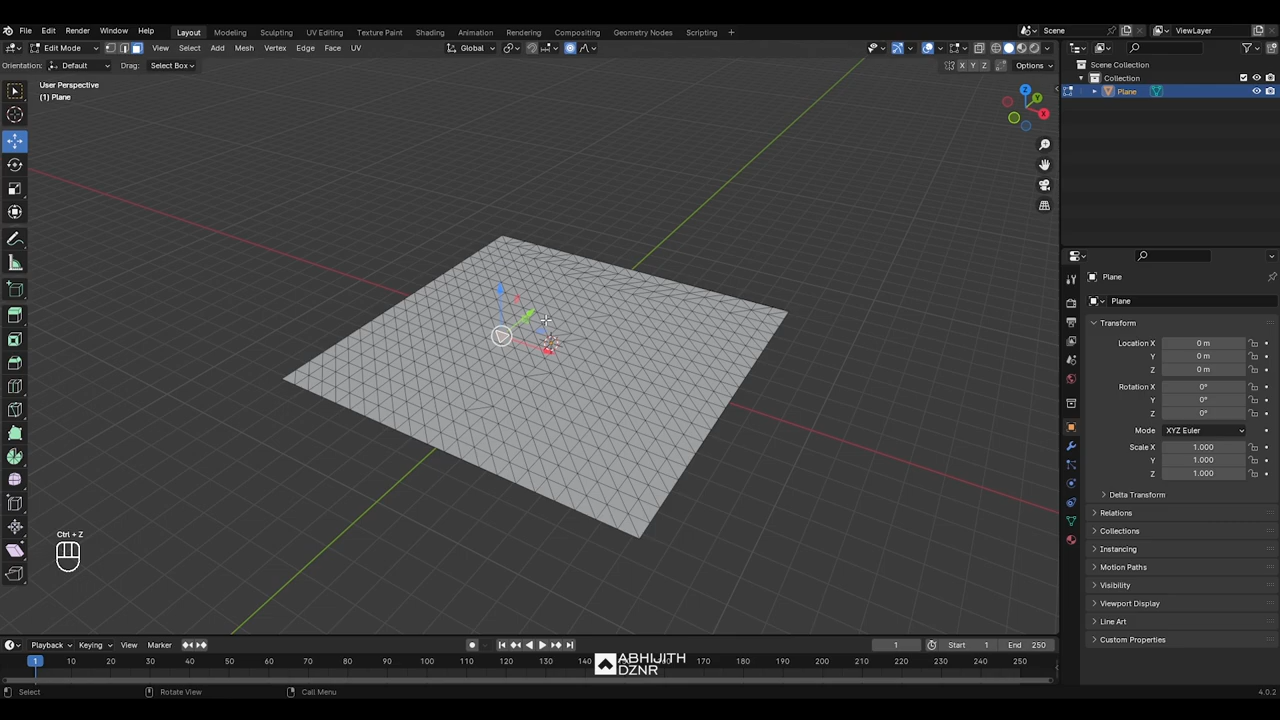 File Edit Render Window Help Layout Modeling Sculpting UV Editing Texture Paint Shading Animation Rendering Compositing Geometry Nodes Scripting + Scene ViewLayer
Edit Mode View Select Add Mesh Vertex Edge Face UV Global
Orientation: Default Drag: Select Box X Y Z Options
User Perspective
(1) Plane
Z
Y
X
Scene Collection
Collection
Plane
Plane
Plane
Transform
Location X 0 m
Y 0 m
Z 0 m
Rotation X 0°
Y 0°
Z 0°
Mode XYZ Euler
Scale X 1.000
Y 1.000
Z 1.000
Delta Transform
Relations
Collections
Instancing
Motion Paths
Visibility
Viewport Display
Line Art
Custom Properties
Ctrl + Z
Playback Keying View Marker 1 Start 1 End 250
1 10 20 30 40 50 60 70 80 90 100 110 120 130 140 150 160 170 180 190 200 210 220 230 240 250
ABHIJITH
DZNR
Select Rotate View Call Menu 4.0.2